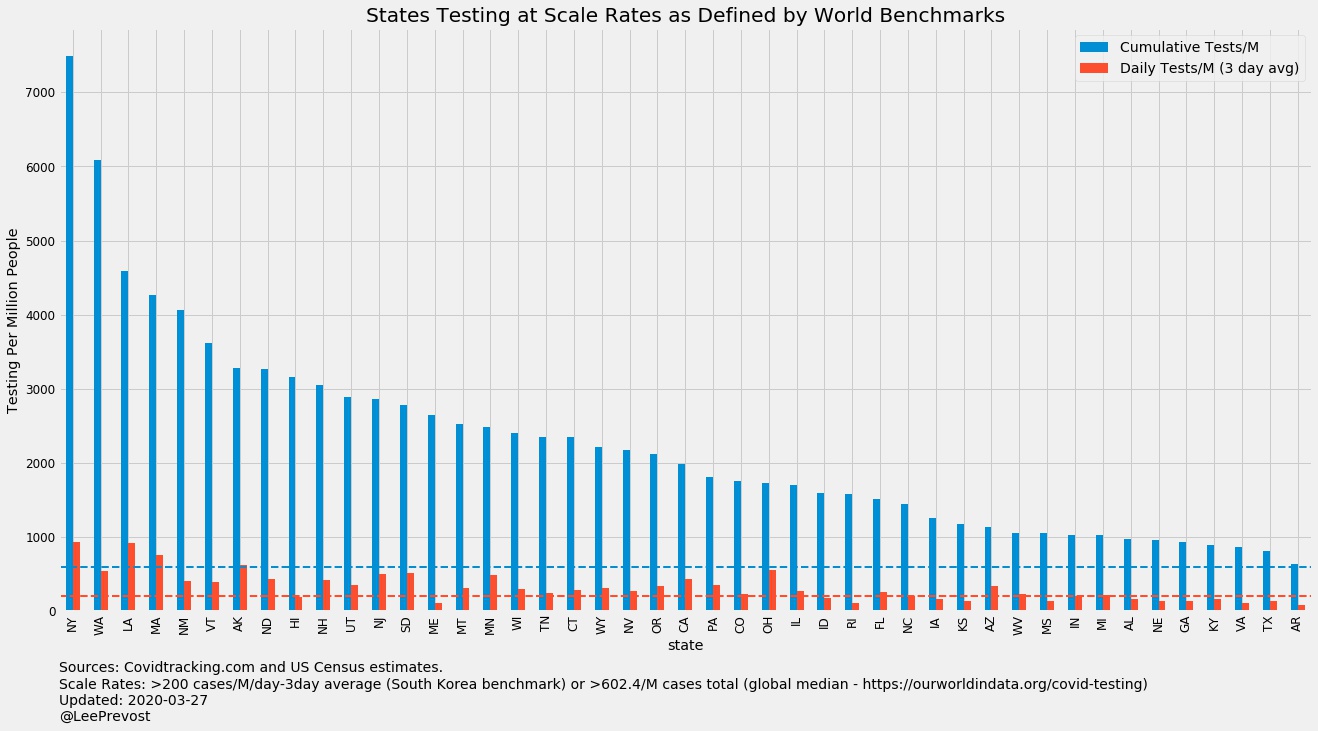 States Testing at Scale Rates as Defined by World Benchmarks
Cumulative Tests/M
Daily Tests/M (3 day avg)
Testing Per Million People
7000
6000
5000
4000
3000
2000
1000
0
NY WA LA MA NM VT AK ND HI NH UT NJ SD ME MT MN WI TN CT WY NV OR CA PA CO OH IL ID RI FL NC IA KS AZ WV MS IN MI AL NE GA KY VA TX AR
state
Sources: Covidtracking.com and US Census estimates.
Scale Rates: >200 cases/M/day-3day average (South Korea benchmark) or >602.4/M cases total (global median - https://ourworldindata.org/covid-testing)
Updated: 2020-03-27
@LeePrevost